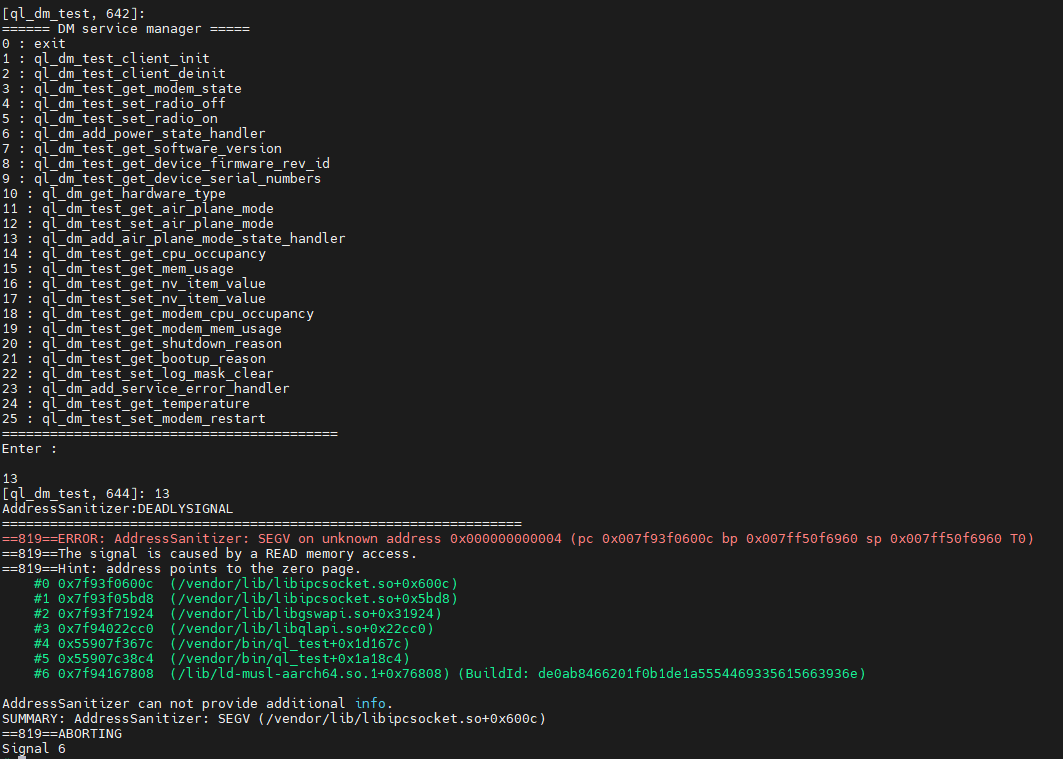 [ql_dm_test, 642]:
====== DM service manager =====
0 : exit
1 : ql_dm_test_client_init
2 : ql_dm_test_client_deinit
3 : ql_dm_test_get_modem_state
4 : ql_dm_test_set_radio_off
5 : ql_dm_test_set_radio_on
6 : ql_dm_add_power_state_handler
7 : ql_dm_test_get_software_version
8 : ql_dm_test_get_device_firmware_rev_id
9 : ql_dm_test_get_device_serial_numbers
10 : ql_dm_get_hardware_type
11 : ql_dm_test_get_air_plane_mode
12 : ql_dm_test_set_air_plane_mode
13 : ql_dm_add_air_plane_mode_state_handler
14 : ql_dm_test_get_cpu_occupancy
15 : ql_dm_test_get_mem_usage
16 : ql_dm_test_get_nv_item_value
17 : ql_dm_test_set_nv_item_value
18 : ql_dm_test_get_modem_cpu_occupancy
19 : ql_dm_test_get_modem_mem_usage
20 : ql_dm_test_get_shutdown_reason
21 : ql_dm_test_get_bootup_reason
22 : ql_dm_test_set_log_mask_clear
23 : ql_dm_add_service_error_handler
24 : ql_dm_test_get_temperature
25 : ql_dm_test_set_modem_restart
==========================================
Enter :
13
[ql_dm_test, 644]: 13
AddressSanitizer:DEADLYSIGNAL
=================================================================
==819==ERROR: AddressSanitizer: SEGV on unknown address 0x000000000004 (pc 0x007f93f0600c bp 0x007ff50f6960 sp 0x007ff50f6960 T0)
==819==The signal is caused by a READ memory access.
==819==Hint: address points to the zero page.
#0 0x7f93f0600c (/vendor/lib/libipcsocket.so+0x600c)
#1 0x7f93f05bd8 (/vendor/lib/libipcsocket.so+0x5bd8)
#2 0x7f93f71924 (/vendor/lib/libgswapi.so+0x31924)
#3 0x7f94022cc0 (/vendor/lib/libqlapi.so+0x22cc0)
#4 0x55907f367c (/vendor/bin/ql_test+0x1d167c)
#5 0x55907c38c4 (/vendor/bin/ql_test+0x1a18c4)
#6 0x7f94167808 (/lib/ld-musl-aarch64.so.1+0x76808) (BuildId: de0ab8466201f0b1de1a55544693356156639​36e)
AddressSanitizer can not provide additional info.
SUMMARY: AddressSanitizer: SEGV (/vendor/lib/libipcsocket.so+0x600c)
==819==ABORTING
Signal 6